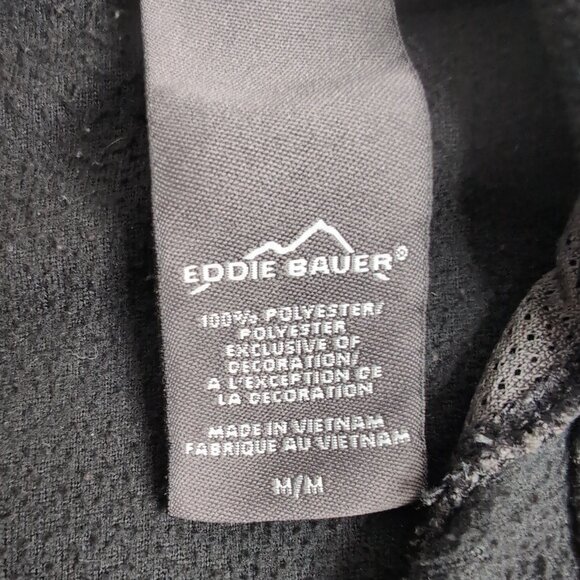 EDDIE BAUER®
100% POLYESTER/
POLYESTER
EXCLUSIVE OF
DECORATION/
A L'EXCEPTION DE
LA DECORATION
MADE IN VIETNAM
FABRIQUE AU VIETNAM
M/M